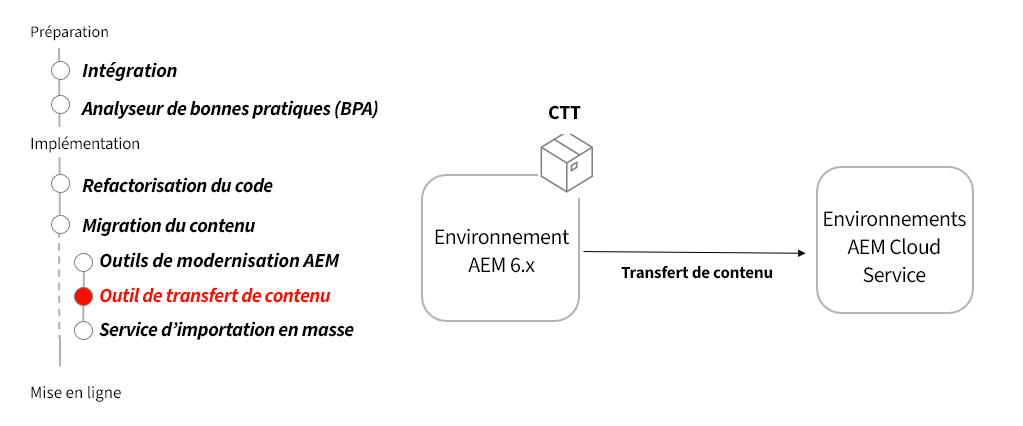 Préparation
Intégration
Analyseur de bonnes pratiques (BPA)
Implémentation
Refactorisation du code
Migration du contenu
Outils de modernisation AEM
Outil de transfert de contenu
Service d’importation en masse
Mise en ligne
CTT
Environnement
AEM 6.x
Transfert de contenu
Environnements
AEM Cloud
Service